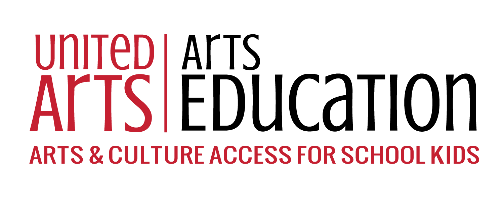 United Arts
Arts Education
ARTS & CULTURE ACCESS FOR SCHOOL KIDS